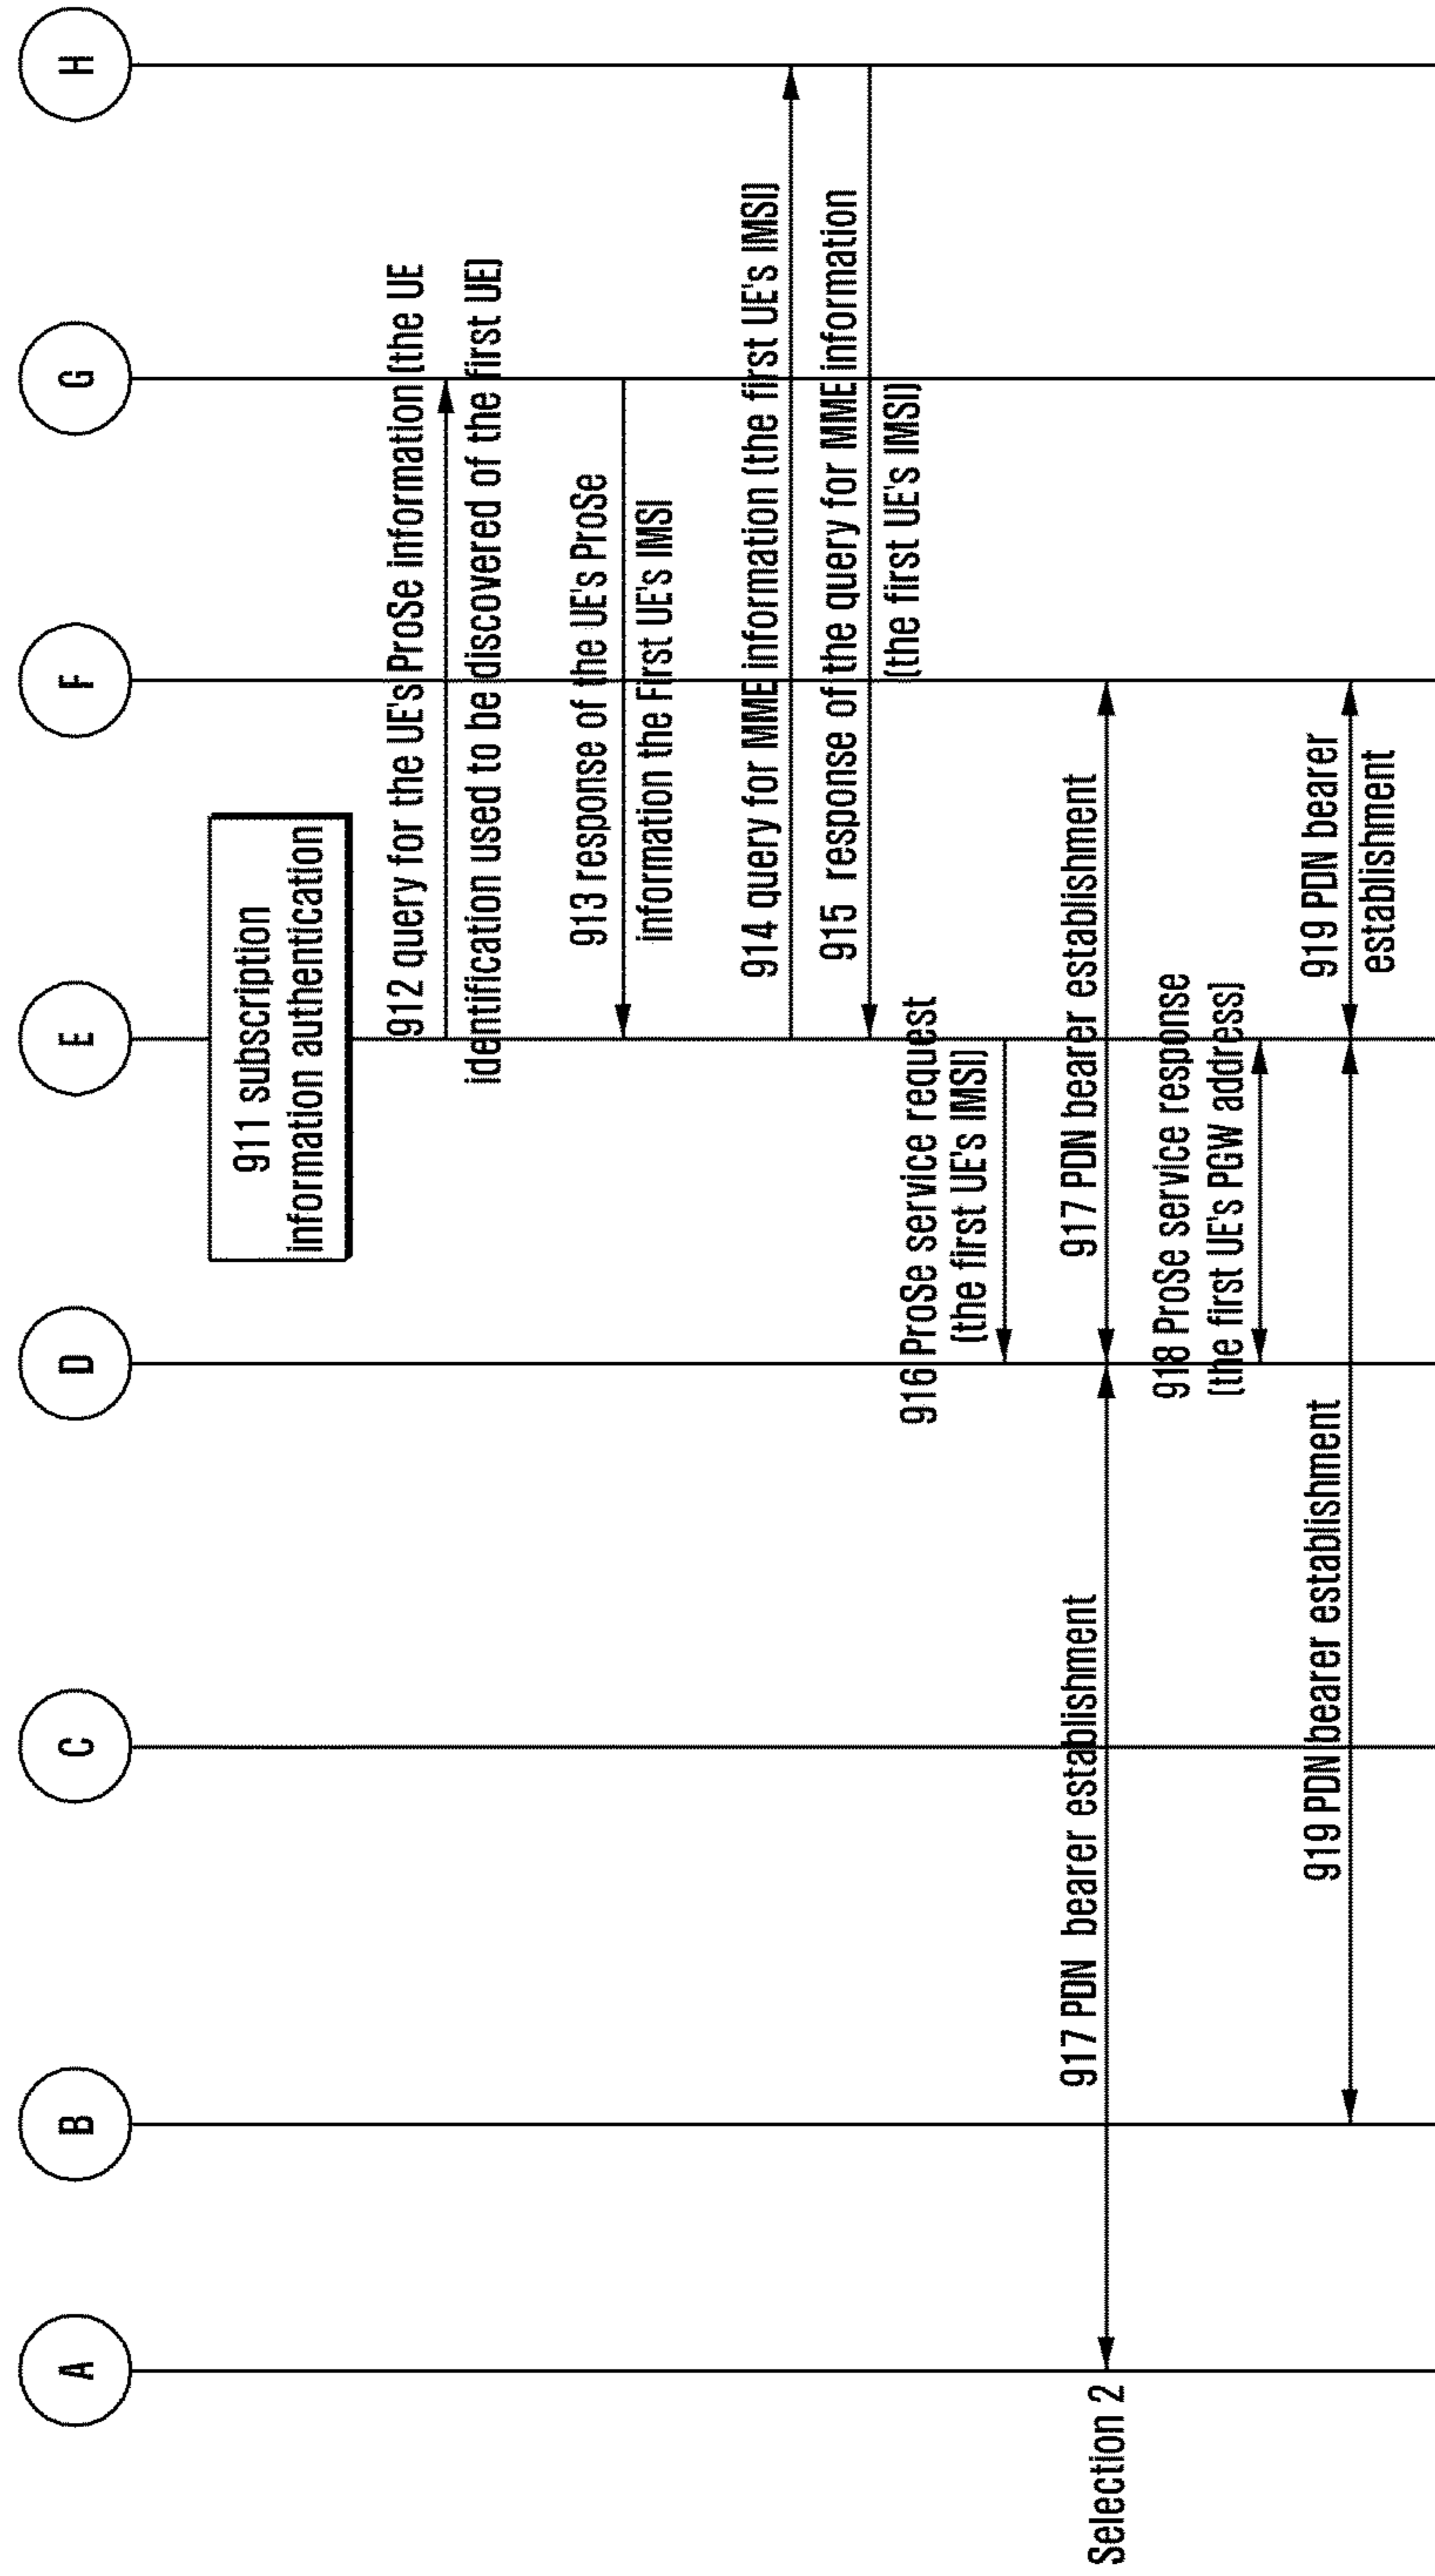 A
B
C
D
E
F
G
H
911 subscription
information authentication
912 query for the UE's ProSe information (the UE
identification used to be discovered of the first UE)
913 response of the UE's ProSe
information the First UE's IMSI
914 query for MME information (the first UE's IMSI)
915 response of the query for MME information
(the first UE's IMSI)
916 ProSe service request
(the first UE's IMSI)
Selection 2
917 PDN bearer establishment
917 PDN bearer establishment
918 ProSe service response
(the first UE's PGW address)
919 PDN bearer establishment
919 PDN bearer
establishment